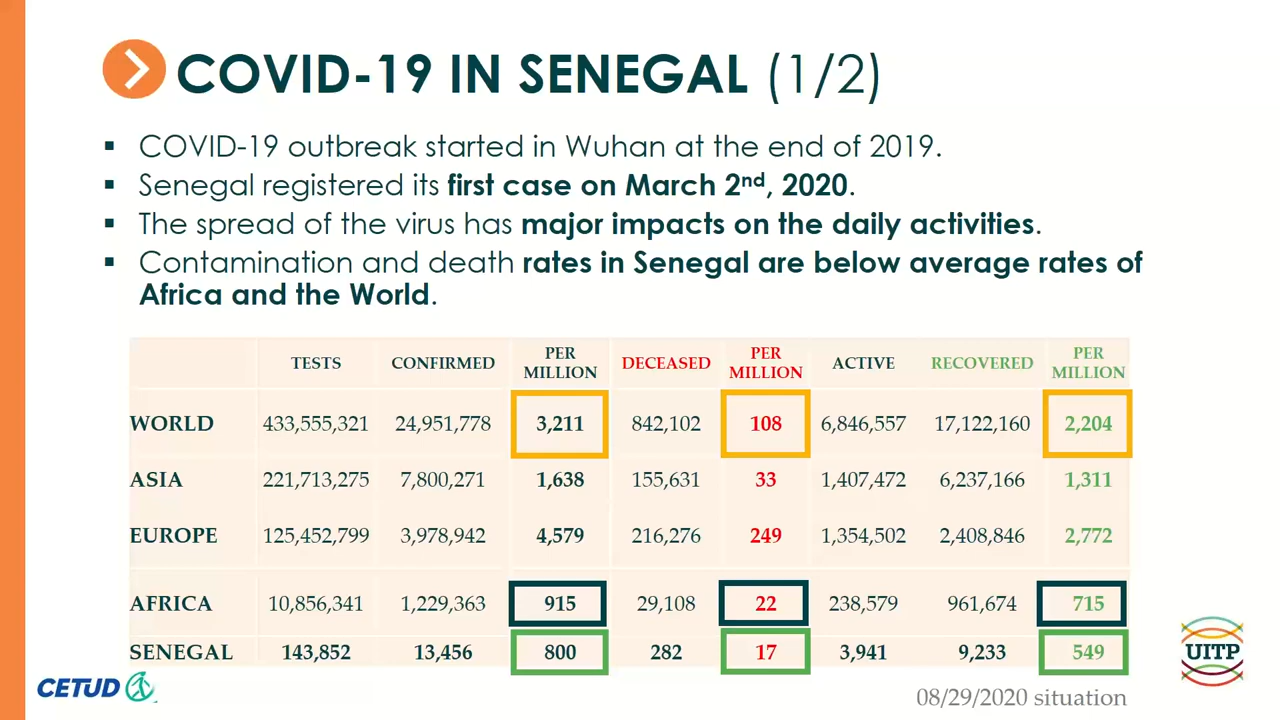 COVID-19 IN SENEGAL (1/2)
▪ COVID-19 outbreak started in Wuhan at the end of 2019.
▪ Senegal registered its first case on March 2nd, 2020.
▪ The spread of the virus has major impacts on the daily activities.
▪ Contamination and death rates in Senegal are below average rates of
Africa and the World.
TESTS CONFIRMED PER MILLION DECEASED PER MILLION ACTIVE RECOVERED PER MILLION
WORLD 433,555,321 24,951,778 3,211 842,102 108 6,846,557 17,122,160 2,204
ASIA 221,713,275 7,800,271 1,638 155,631 33 1,407,472 6,237,166 1,311
EUROPE 125,452,799 3,978,942 4,579 216,276 249 1,354,502 2,408,846 2,772
AFRICA 10,856,341 1,229,363 915 29,108 22 238,579 961,674 715
SENEGAL 143,852 13,456 800 282 17 3,941 9,233 549
CETUD
08/29/2020 situation
UITP